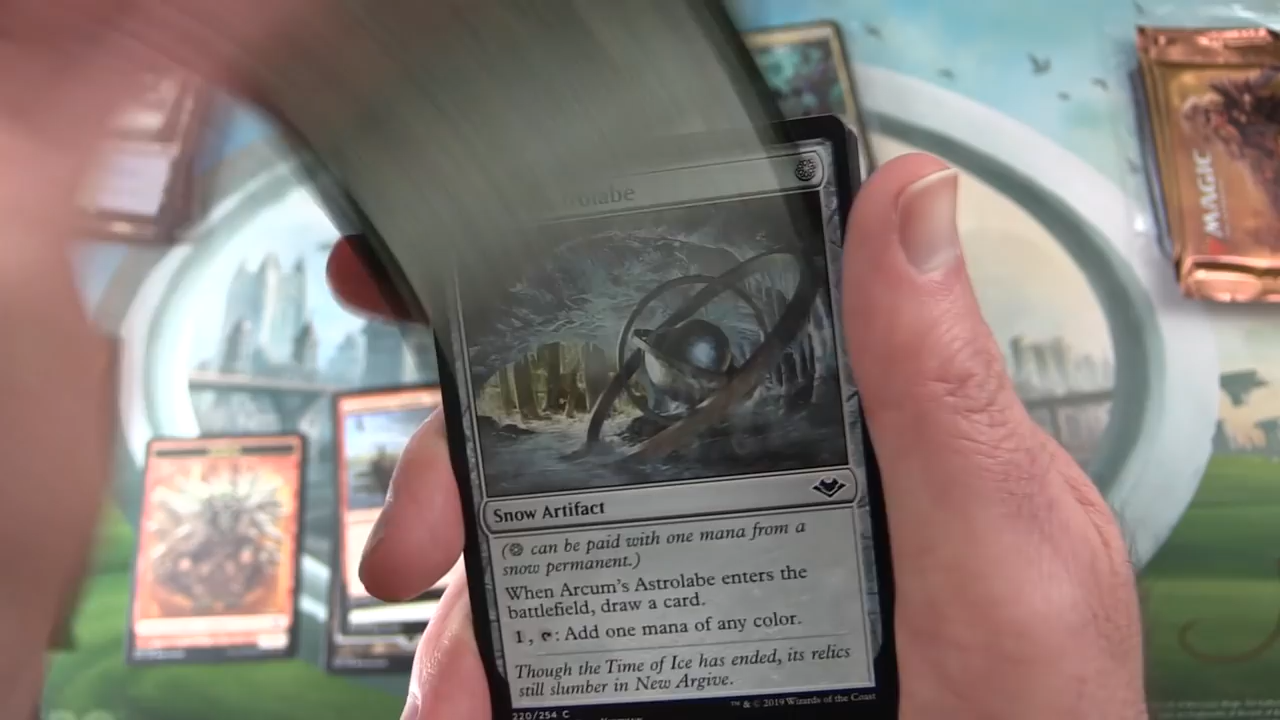 olabe
Snow Artifact
( can be paid with one mana from a
snow permanent.)
When Arcum's Astrolabe enters the
battlefield, draw a card.
1, : Add one mana of any color.
Though the Time of Ice has ended, its relics
still slumber in New Argive.
220/254 C
™ & © 2019 Wizards of the Coast
MAGIC